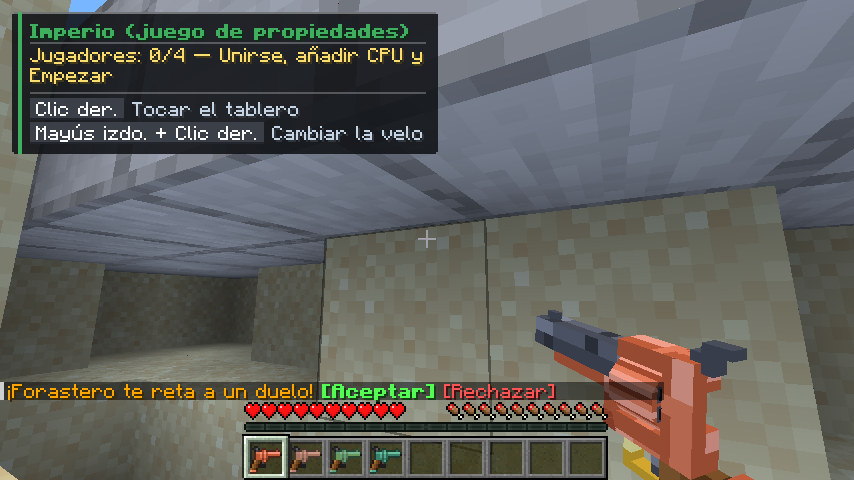 Imperio (juego de propiedades)
Jugadores: 0/4 — Unirse, añadir CPU y
Empezar
Clic der. Tocar el tablero
Mayús izdo. + Clic der. Cambiar la velo
¡Forastero te reta a un duelo! [Aceptar] [Rechazar]